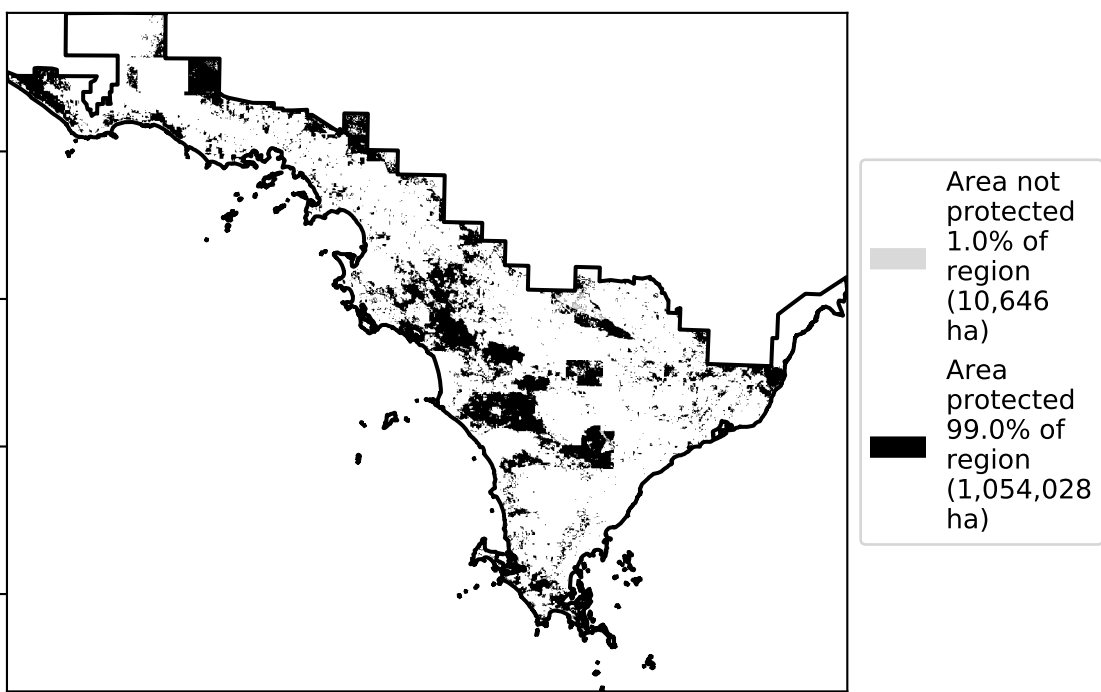 Area not
protected
1.0% of
region
(10,646
ha)
Area
protected
99.0% of
region
(1,054,028
ha)